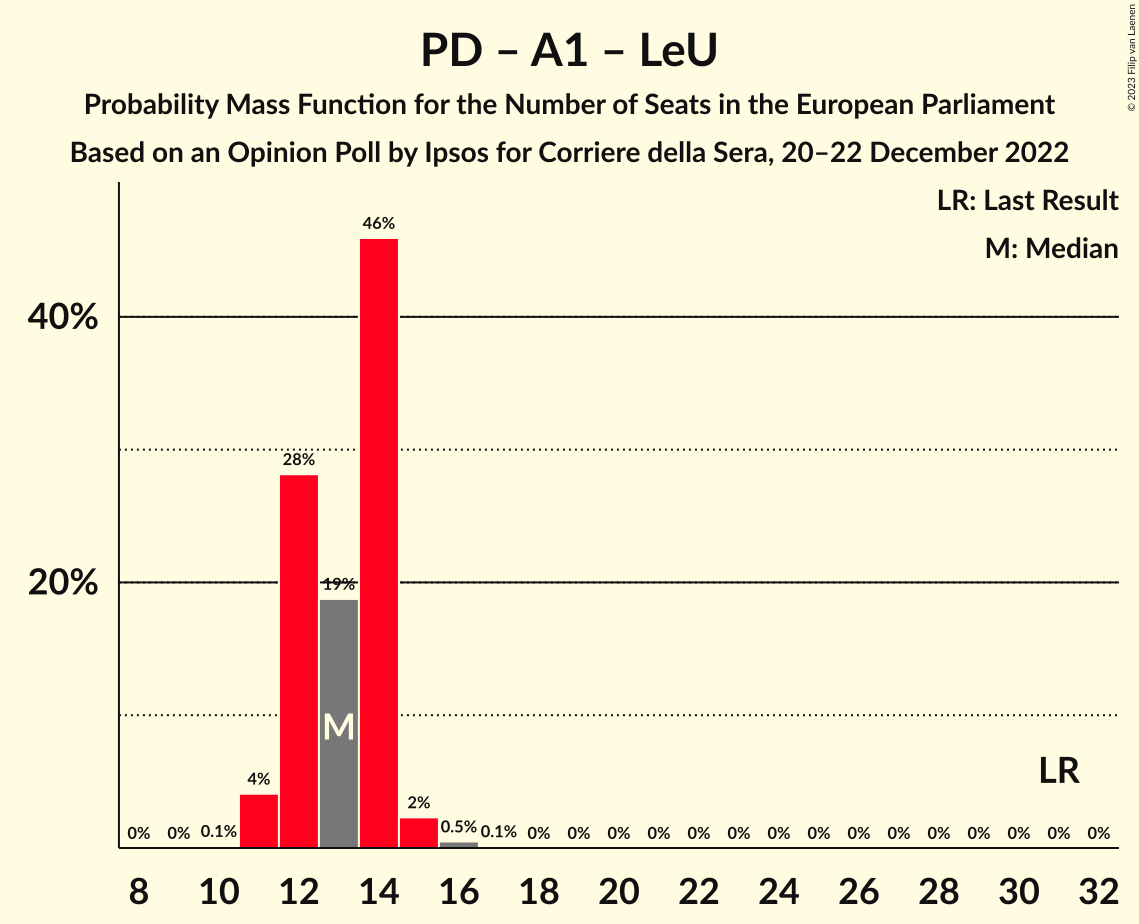 PD – A1 – LeU
Probability Mass Function for the Number of Seats in the European Parliament
Based on an Opinion Poll by Ipsos for Corriere della Sera, 20–22 December 2022
© 2023 Filip van Laenen
LR: Last Result
M: Median
46%
40%
28%
20%
19%
M
LR
4%
2%
0% 0% 0.1% 0.5% 0.1% 0% 0% 0% 0% 0% 0% 0% 0% 0% 0% 0% 0% 0% 0% 0%
8 10 12 14 16 18 20 22 24 26 28 30 32